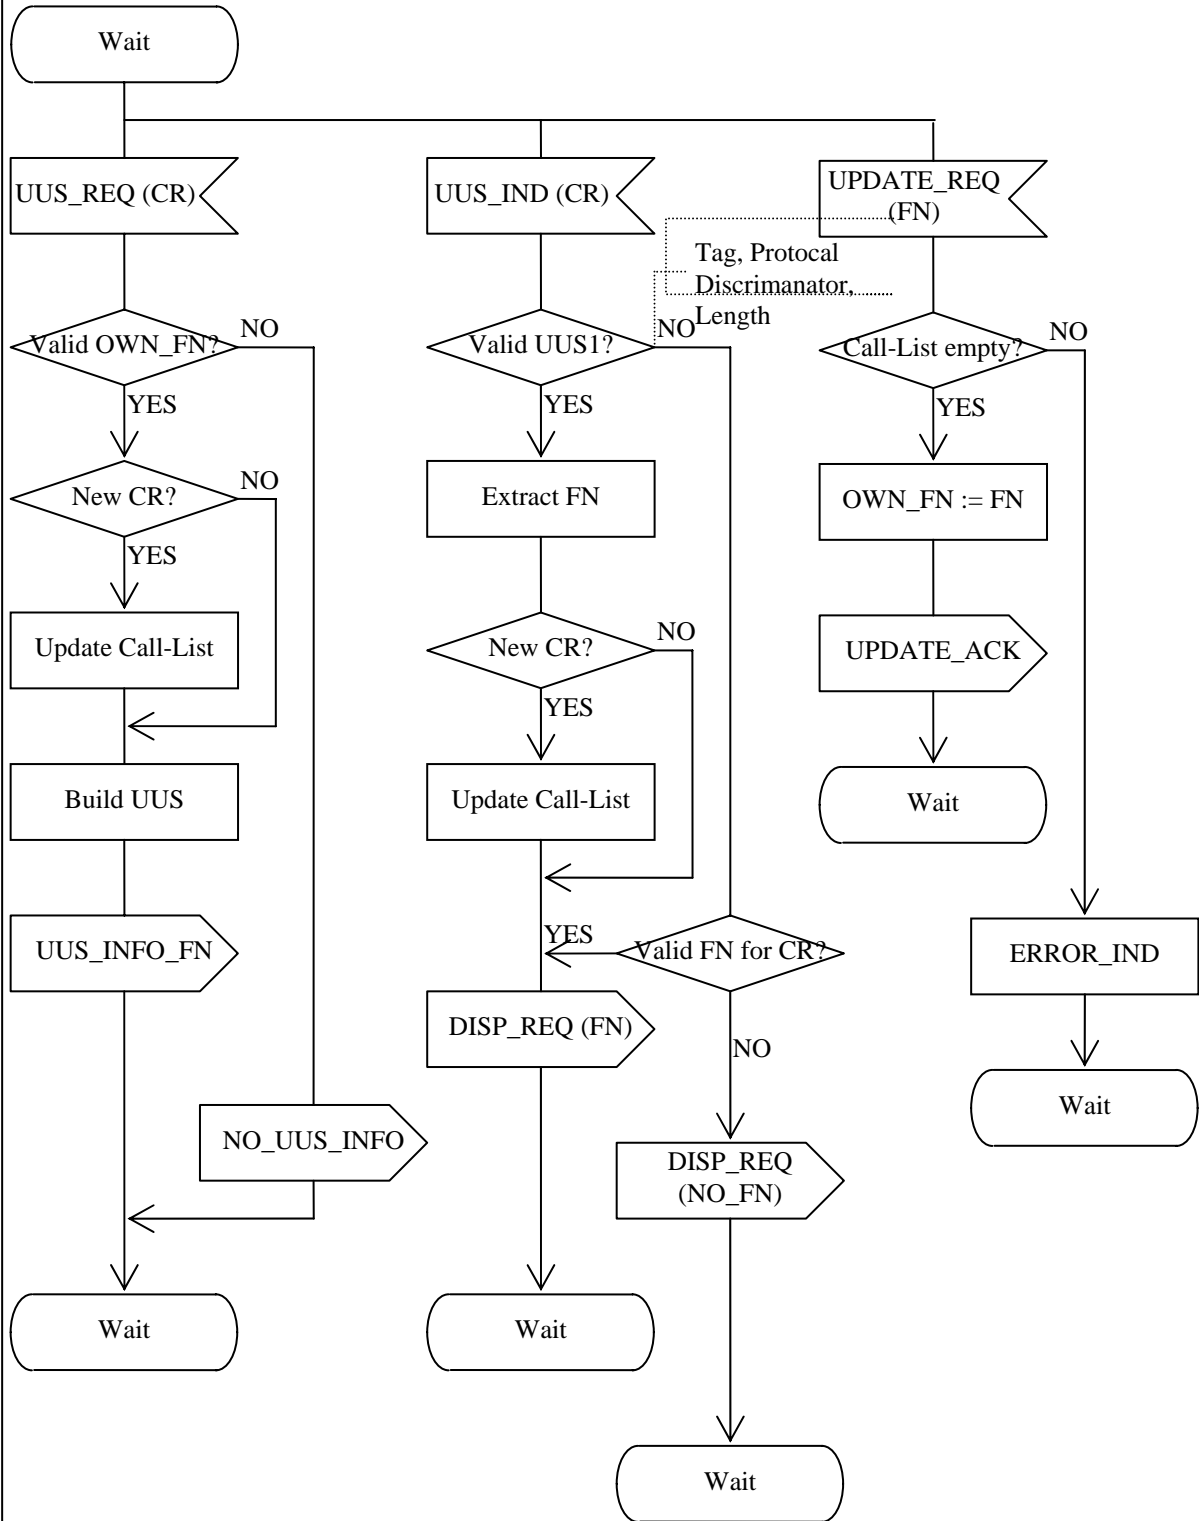 Wait
UUS_REQ (CR)
UUS_IND (CR)
UPDATE_REQ
(FN)
Tag, Protocal
Discrimanator,
Length
Valid OWN_FN?
NO
Valid UUS1?
NO
Call-List empty?
NO
YES
YES
YES
New CR?
NO
Extract FN
OWN_FN := FN
YES
Update Call-List
New CR?
NO
UPDATE_ACK
YES
Build UUS
Update Call-List
Wait
UUS_INFO_FN
YES
Valid FN for CR?
ERROR_IND
DISP_REQ (FN)
NO
Wait
NO_UUS_INFO
DISP_REQ
(NO_FN)
Wait
Wait
Wait